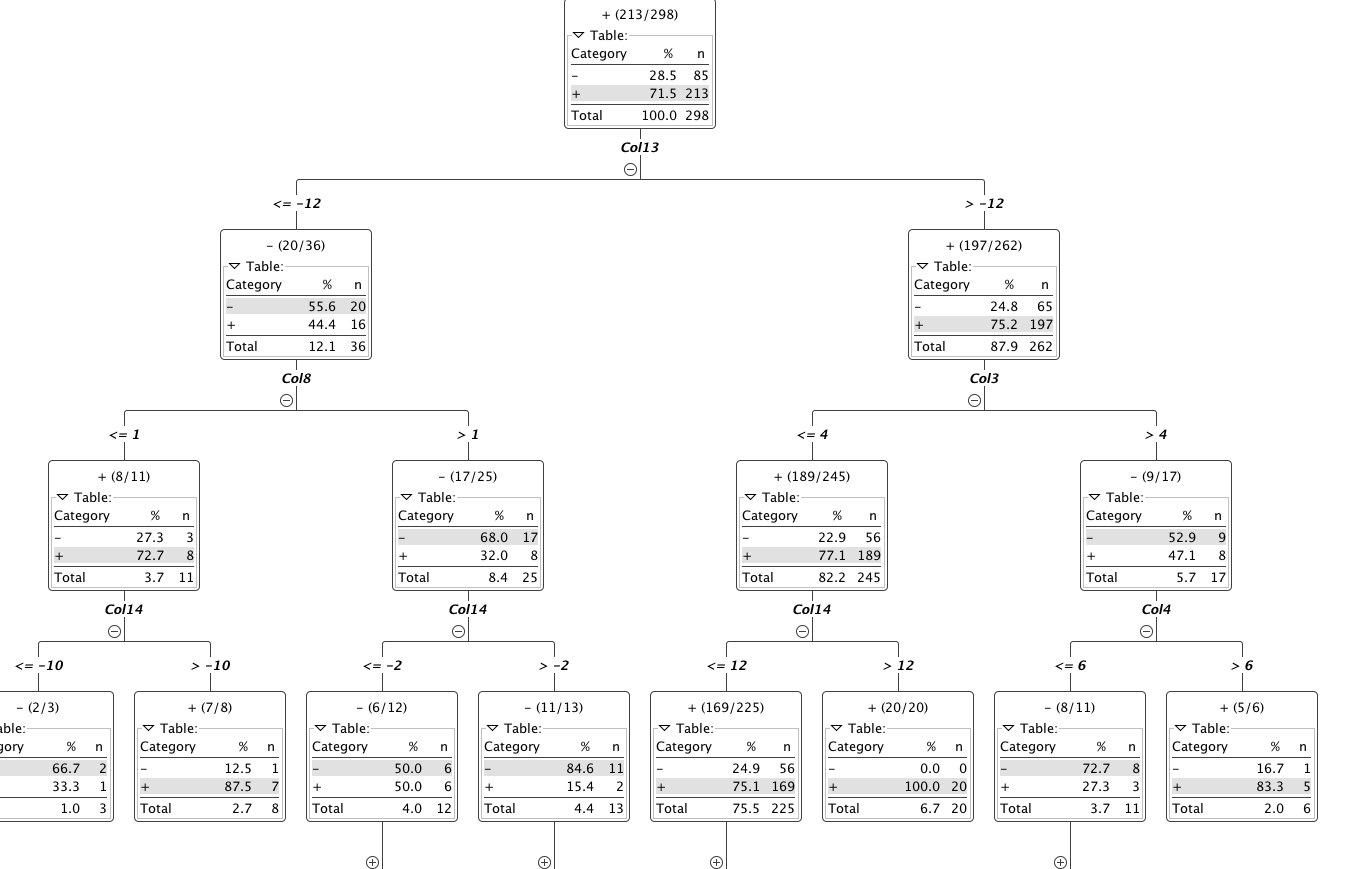 + (213/298)
Table:
Category % n
– 28.5 85
+ 71.5 213
Total 100.0 298
Col13
<= –12 > –12
– (20/36)
Table:
Category % n
– 55.6 20
+ 44.4 16
Total 12.1 36
Col8
+ (197/262)
Table:
Category % n
– 24.8 65
+ 75.2 197
Total 87.9 262
Col3
<= 1 > 1 <= 4 > 4
+ (8/11)
Table:
Category % n
– 27.3 3
+ 72.7 8
Total 3.7 11
Col14
– (17/25)
Table:
Category % n
– 68.0 17
+ 32.0 8
Total 8.4 25
Col14
+ (189/245)
Table:
Category % n
– 22.9 56
+ 77.1 189
Total 82.2 245
Col14
– (9/17)
Table:
Category % n
– 52.9 9
+ 47.1 8
Total 5.7 17
Col4
<= –10 > –10 <= –2 > –2 <= 12 > 12 <= 6 > 6
– (2/3)
able:
gory % n
66.7 2
33.3 1
1.0 3
+ (7/8)
Table:
Category % n
– 12.5 1
+ 87.5 7
Total 2.7 8
– (6/12)
Table:
Category % n
– 50.0 6
+ 50.0 6
Total 4.0 12
– (11/13)
Table:
Category % n
– 84.6 11
+ 15.4 2
Total 4.4 13
+ (169/225)
Table:
Category % n
– 24.9 56
+ 75.1 169
Total 75.5 225
+ (20/20)
Table:
Category % n
– 0.0 0
+ 100.0 20
Total 6.7 20
– (8/11)
Table:
Category % n
– 72.7 8
+ 27.3 3
Total 3.7 11
+ (5/6)
Table:
Category % n
– 16.7 1
+ 83.3 5
Total 2.0 6